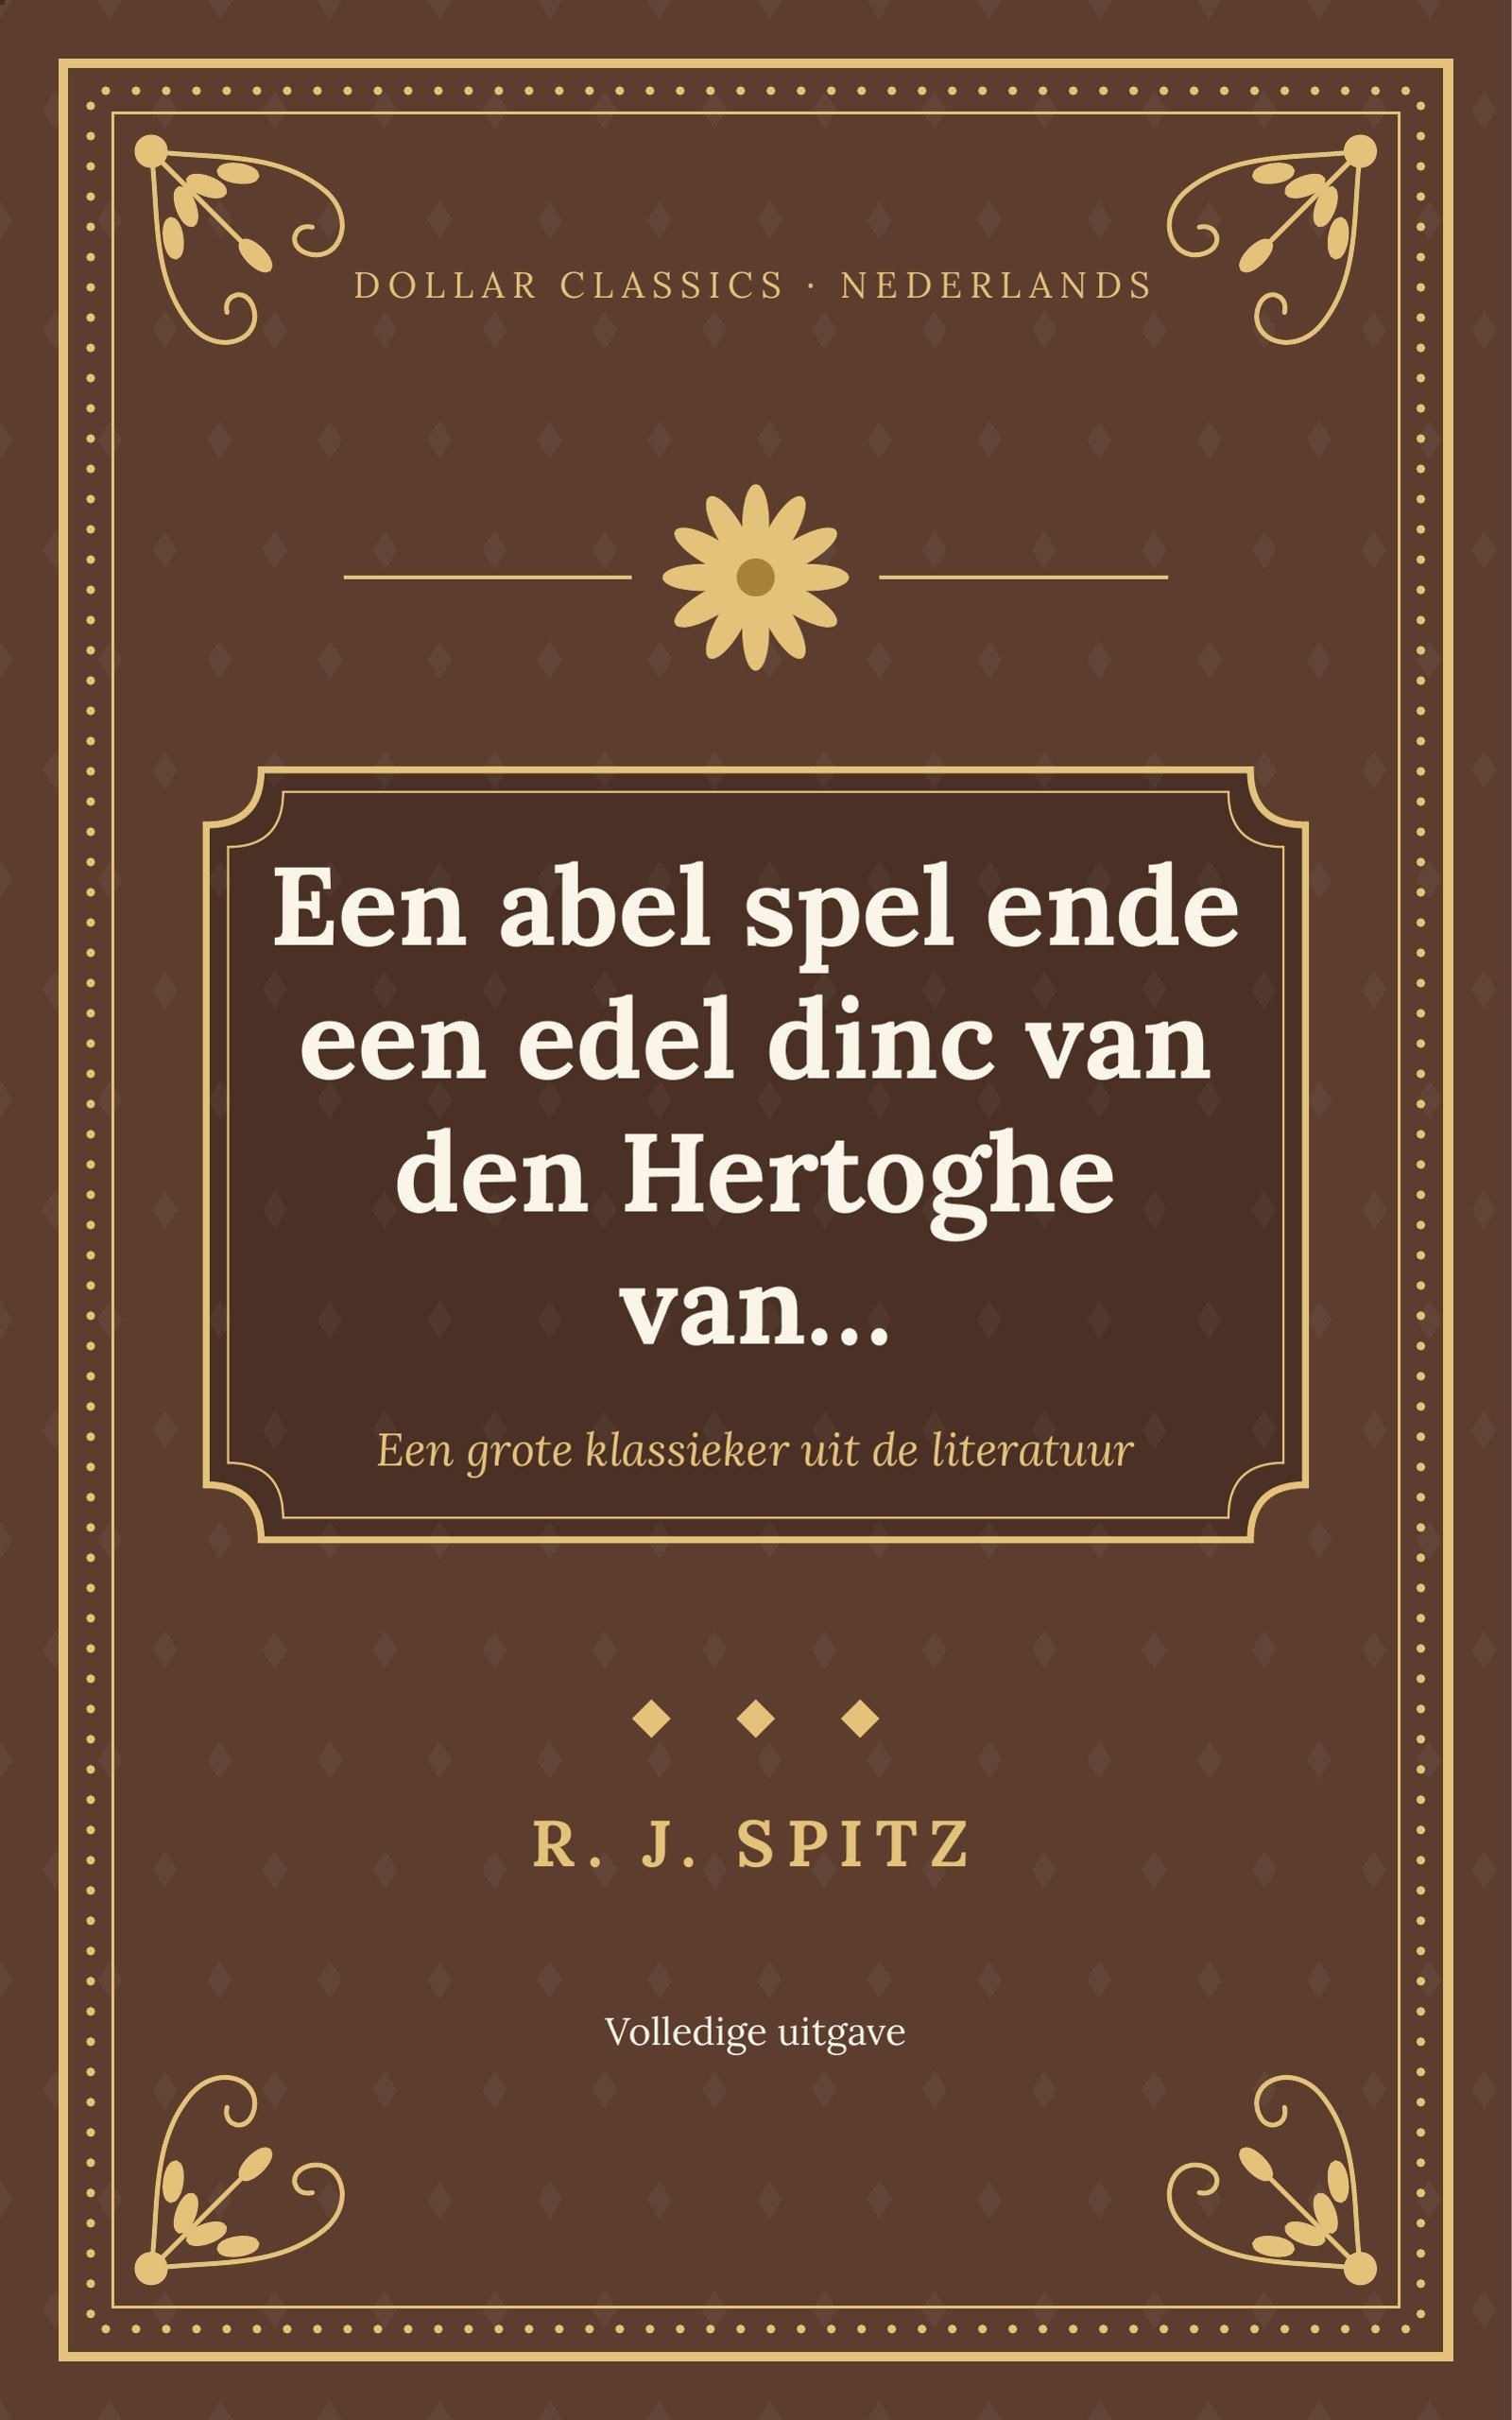 DOLLAR CLASSICS · NEDERLANDS
Een abel spel ende
een edel dinc van
den Hertoghe
van...
Een grote klassieker uit de literatuur
R. J. SPITZ
Volledige uitgave